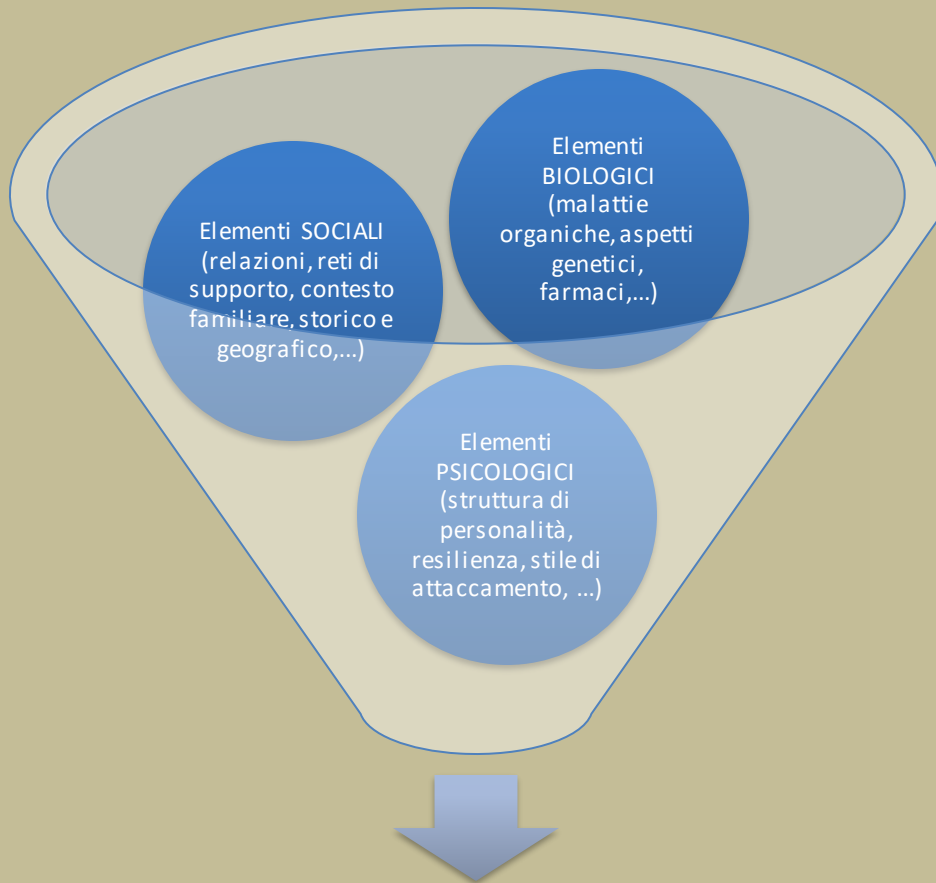 Elementi
BIOLOGICI
(malattie
organiche, aspetti
genetici,
farmaci,...)
Elementi SOCIALI
(relazioni, reti di
supporto, contesto
familiare, storico e
geografico,...)
Elementi
PSICOLOGICI
(struttura di
personalità,
resilienza, stile di
attaccamento, ...)